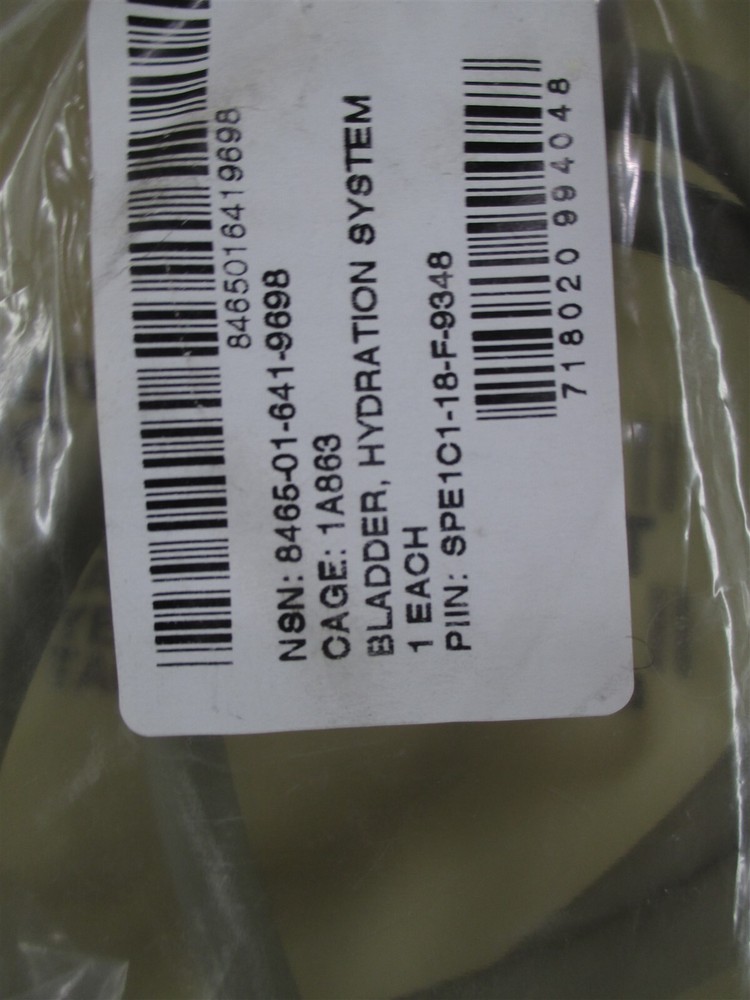 8465016419698
NSN: 8465-01-641-9698
CAGE: 1A863
BLADDER, HYDRATION SYSTEM
1 EACH
PIIN: SPE1C1-18-F-9348
7 18020 99404 8